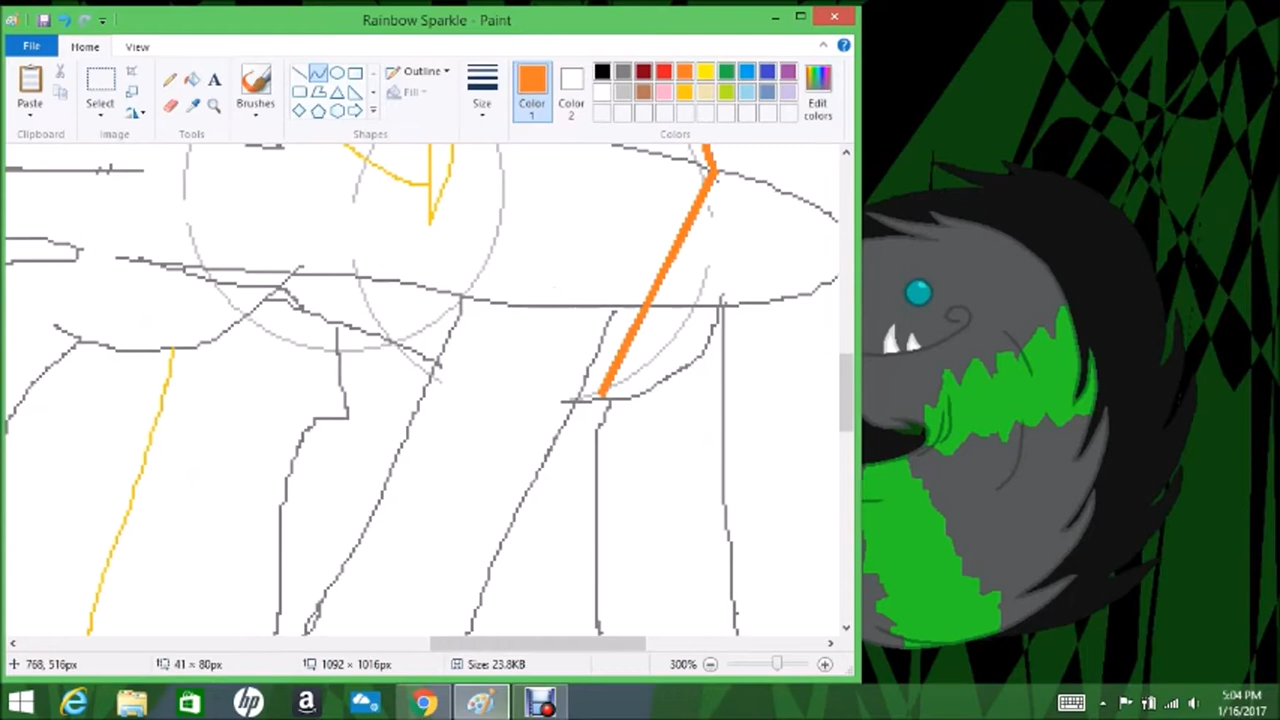 Rainbow Sparkle - Paint
File Home View
Paste Select Brushes Outline Fill Size Color 1 Color 2 Edit colors
Clipboard Image Tools Shapes Colors
768, 516px 41 × 80px 1092 × 1016px Size: 23.8KB 300%
hp a 5:04 PM
1/16/2017